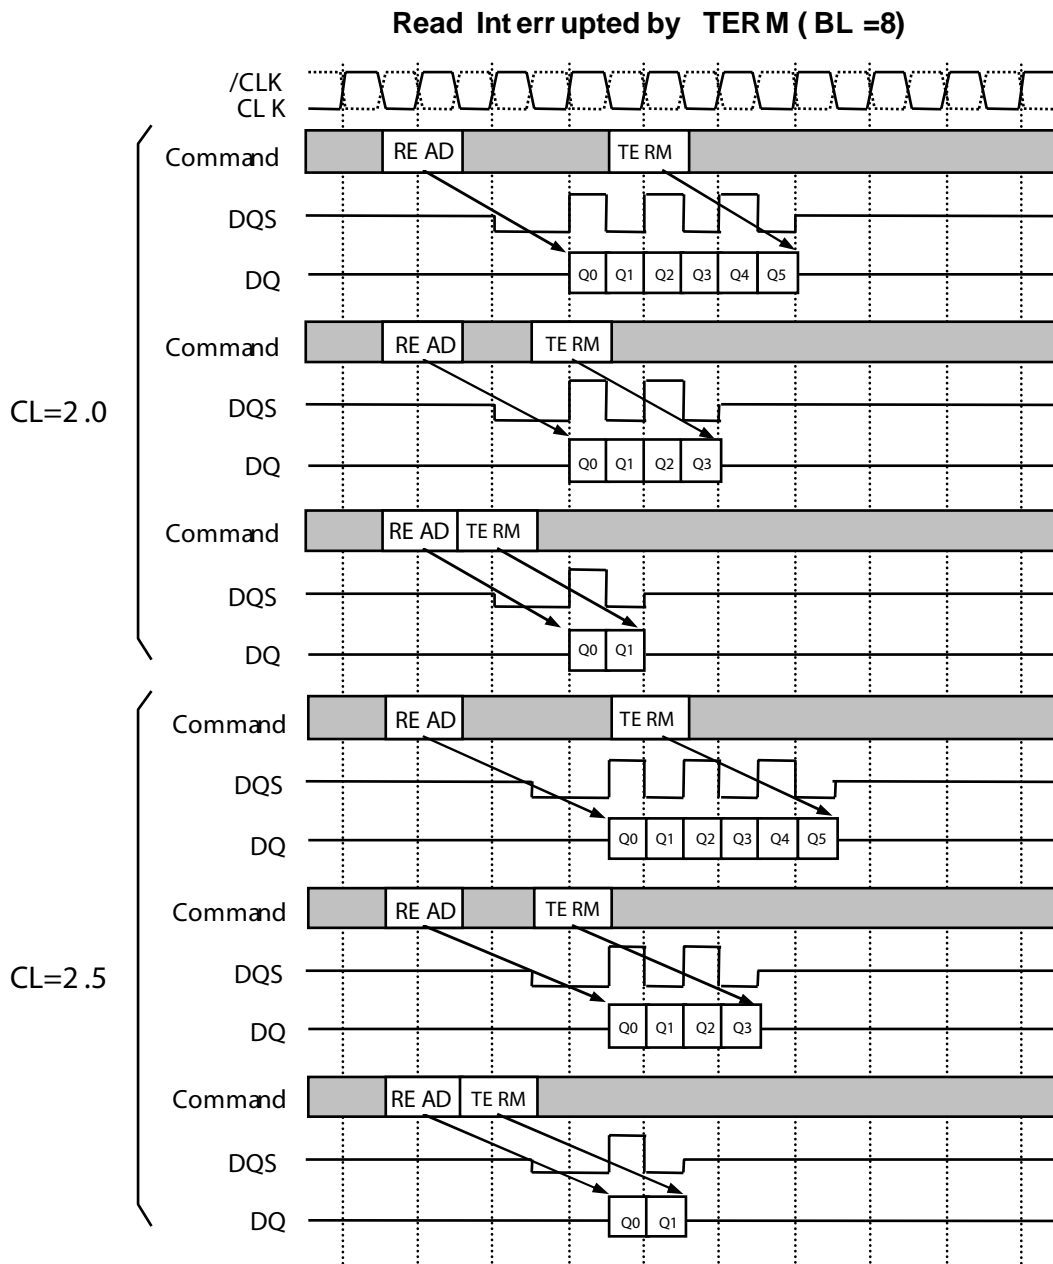 Read Interrupted by TERM (BL=8)
/CLK
CLK
Command READ TERM
DQS
DQ Q0 Q1 Q2 Q3 Q4 Q5
Command READ TERM
CL=2.0 DQS
DQ Q0 Q1 Q2 Q3
Command READ TERM
DQS
DQ Q0 Q1
Command READ TERM
DQS
DQ Q0 Q1 Q2 Q3 Q4 Q5
Command READ TERM
CL=2.5 DQS
DQ Q0 Q1 Q2 Q3
Command READ TERM
DQS
DQ Q0 Q1